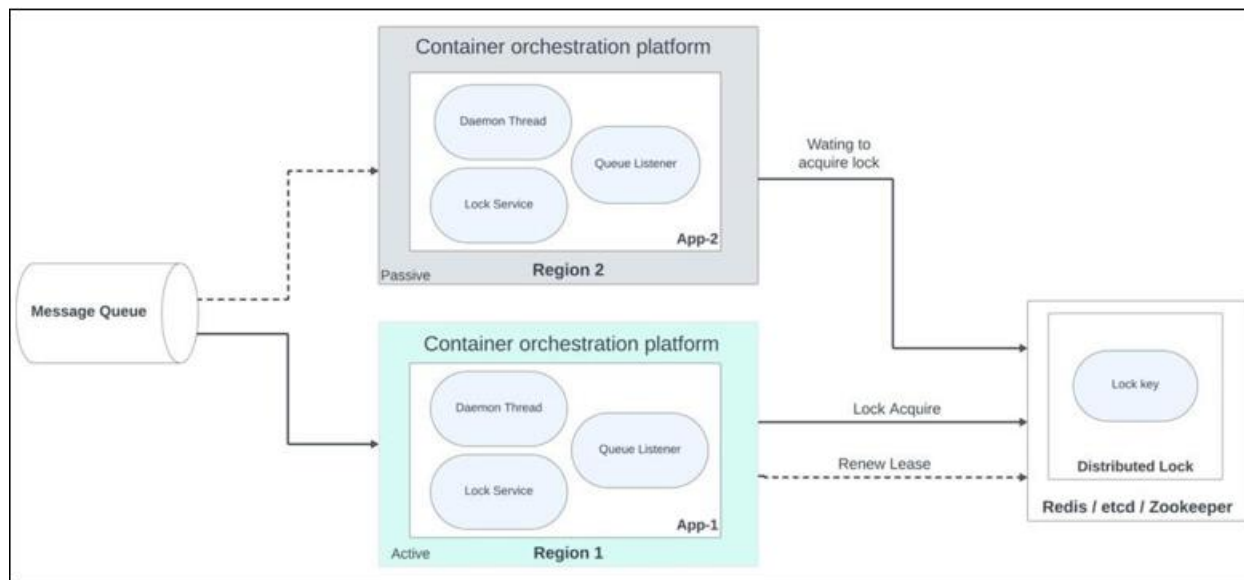 Container orchestration platform
Daemon Thread
Queue Listener
Lock Service
App-2
Passive
Region 2
Wating to
acquire lock
Message Queue
Container orchestration platform
Daemon Thread
Queue Listener
Lock Service
App-1
Active
Region 1
Lock Acquire
Renew Lease
Lock key
Distributed Lock
Redis / etcd / Zookeeper